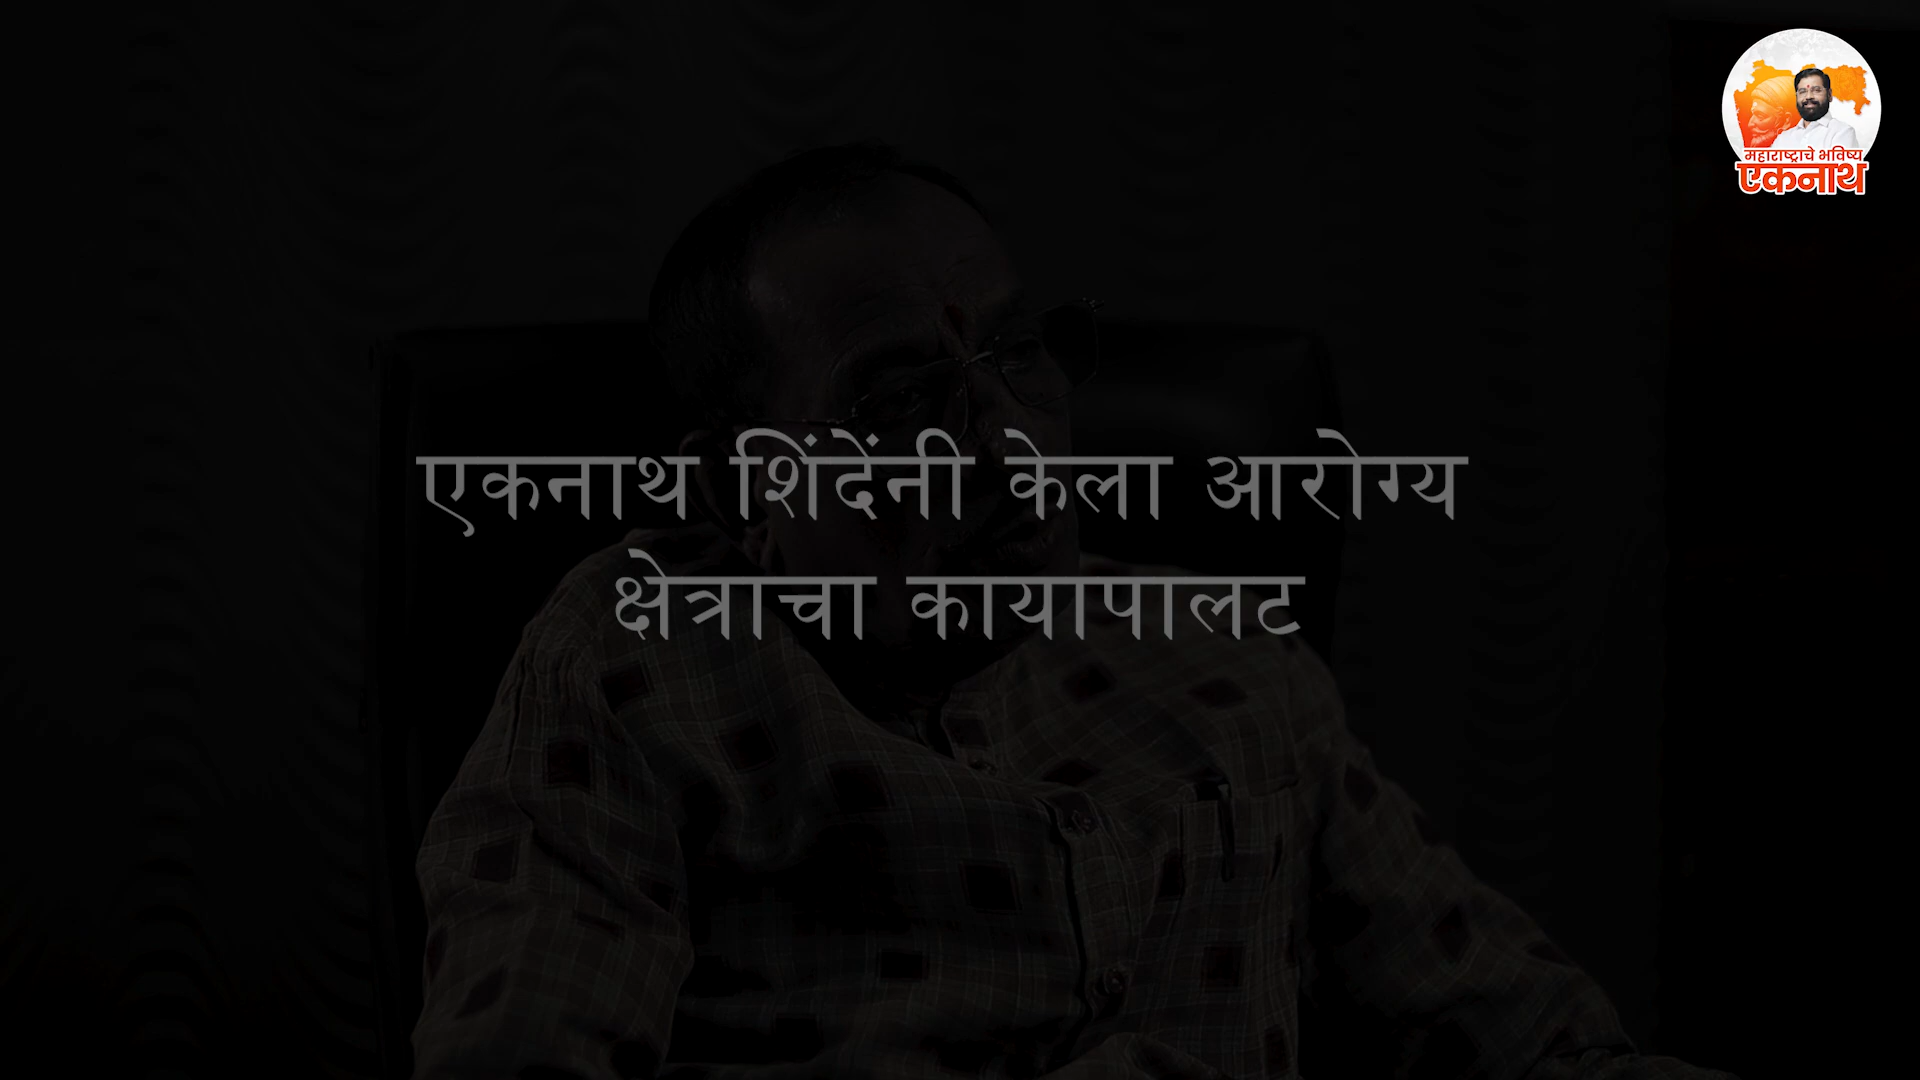 महाराष्ट्राचे भविष्य
एकनाथ
एकनाथ शिंदेंनी केला आरोग्य
क्षेत्राचा कायापालट